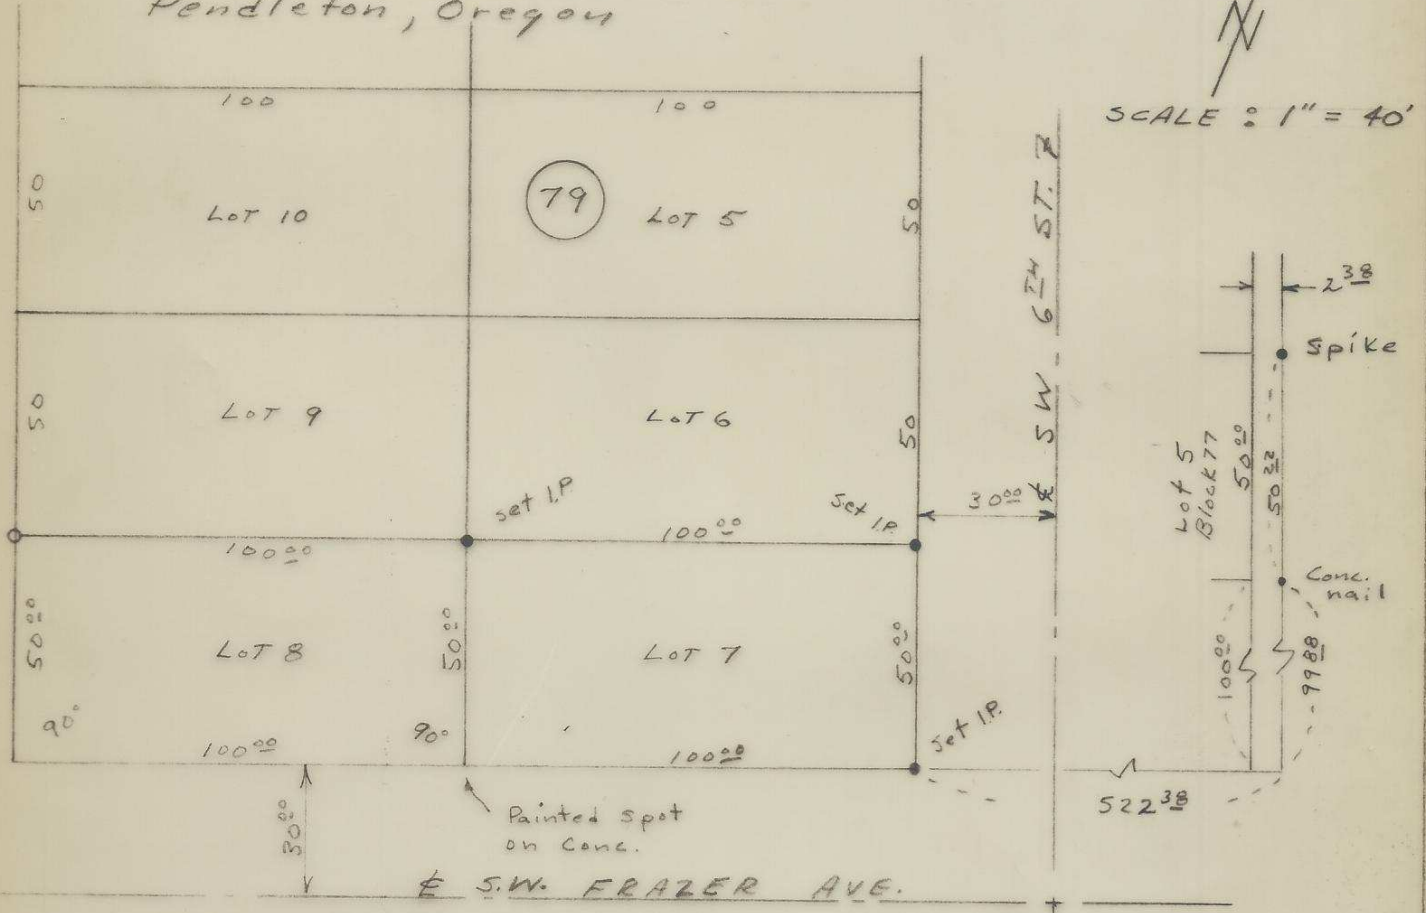 Pendleton, Oregon
N
SCALE : 1" = 40'
100
100
50
LOT 10
79
LOT 5
50
℄ S W. 6TH ST.
2 38
Spike
50
LOT 9
LOT 6
50
Lot 5
Block 77
50 00
50 22
set I.P.
Set I.P.
30 00
100 00
100 00
Conc.
nail
50 00
LOT 8
50 00
LOT 7
50 00
100 00
99 88
90°
90°
Set I.P.
100 00
100 00
522 38
30 00
Painted spot
on Conc.
℄ S.W. FRAZER AVE.